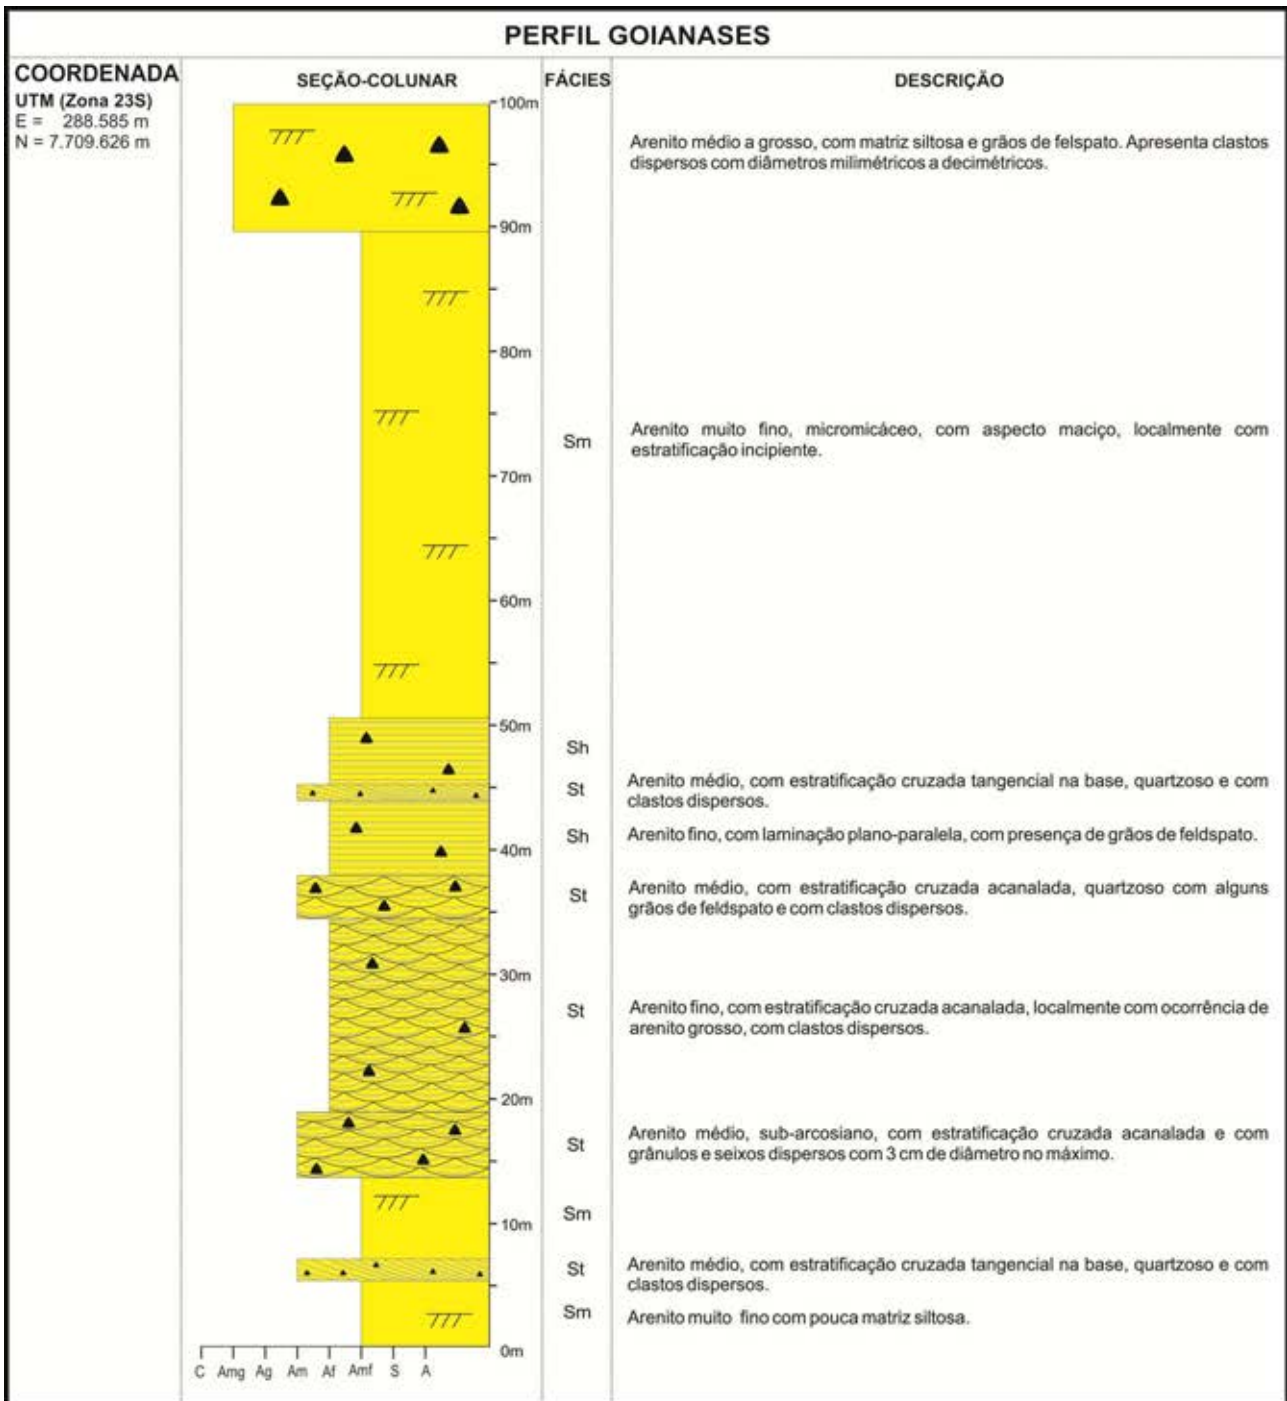 PERFIL GOIANASES
COORDENADA
UTM (Zona 23S)
E = 288.585 m
N = 7.709.626 m
SEÇÃO-COLUNAR
FÁCIES
DESCRIÇÃO
100m
Arenito médio a grosso, com matriz siltosa e grãos de felspato. Apresenta clastos
dispersos com diâmetros milimétricos a decimétricos.
90m
80m
Sm
Arenito muito fino, micromicáceo, com aspecto maciço, localmente com
estratificação incipiente.
70m
60m
50m
Sh
St
Arenito médio, com estratificação cruzada tangencial na base, quartzoso e com
clastos dispersos.
Sh
Arenito fino, com laminação plano-paralela, com presença de grãos de feldspato.
40m
St
Arenito médio, com estratificação cruzada acanalada, quartzoso com alguns
grãos de feldspato e com clastos dispersos.
30m
St
Arenito fino, com estratificação cruzada acanalada, localmente com ocorrência de
arenito grosso, com clastos dispersos.
20m
St
Arenito médio, sub-arcosiano, com estratificação cruzada acanalada e com
grânulos e seixos dispersos com 3 cm de diâmetro no máximo.
Sm
10m
St
Arenito médio, com estratificação cruzada tangencial na base, quartzoso e com
clastos dispersos.
Sm
Arenito muito fino com pouca matriz siltosa.
0m
C Amg Ag Am Af Amf S A